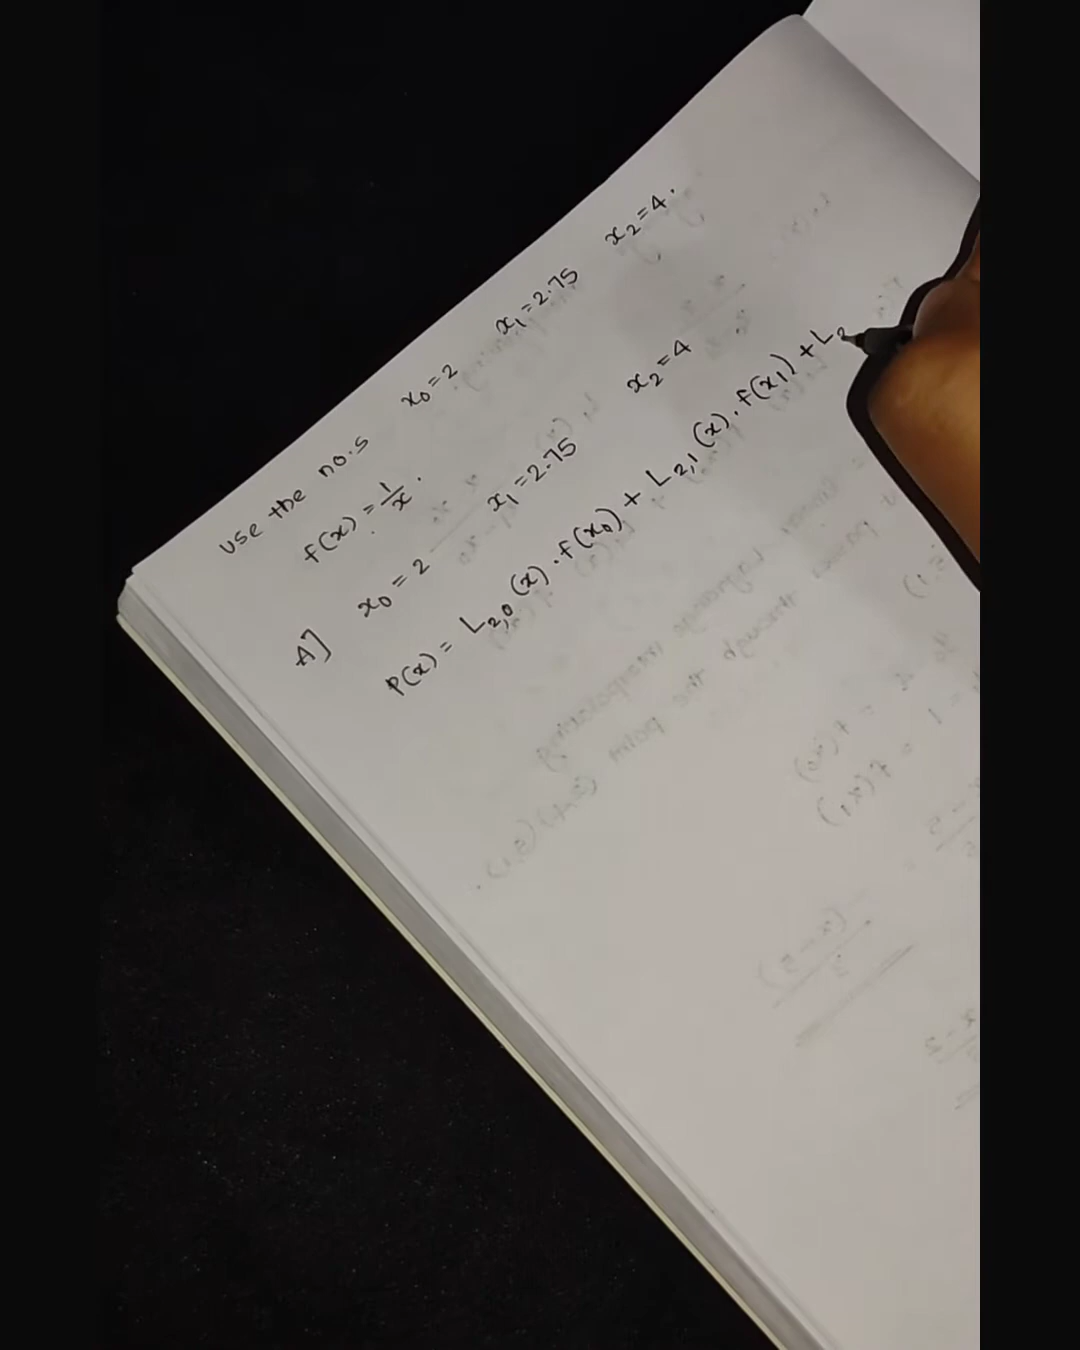 use the no.s x₀ = 2 x₁ = 2.75 x₂ = 4.
f(x) = 1/x.
A] x₀ = 2 x₁ = 2.75 x₂ = 4
P(x) = L₂,₀ (x) . f(x₀) + L₂,₁ (x) . f(x₁) + L₂